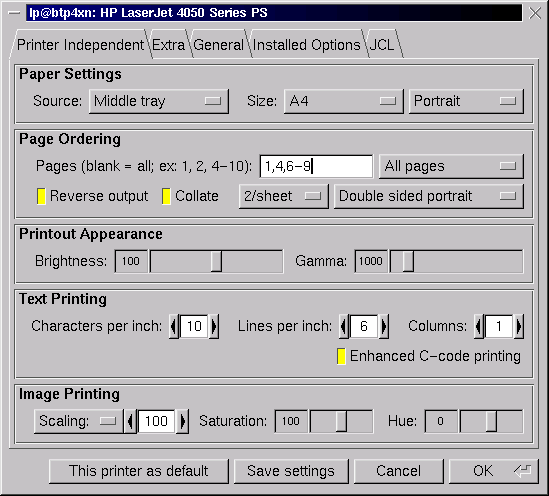 lp@btp4xn: HP LaserJet 4050 Series PS
Printer Independent Extra General Installed Options JCL
Paper Settings
Source: Middle tray Size: A4 Portrait
Page Ordering
Pages (blank = all; ex: 1, 2, 4-10): 1,4,6-9 All pages
Reverse output Collate 2/sheet Double sided portrait
Printout Appearance
Brightness: 100 Gamma: 1000
Text Printing
Characters per inch: 10 Lines per inch: 6 Columns: 1
Enhanced C-code printing
Image Printing
Scaling: 100 Saturation: 100 Hue: 0
This printer as default Save settings Cancel OK